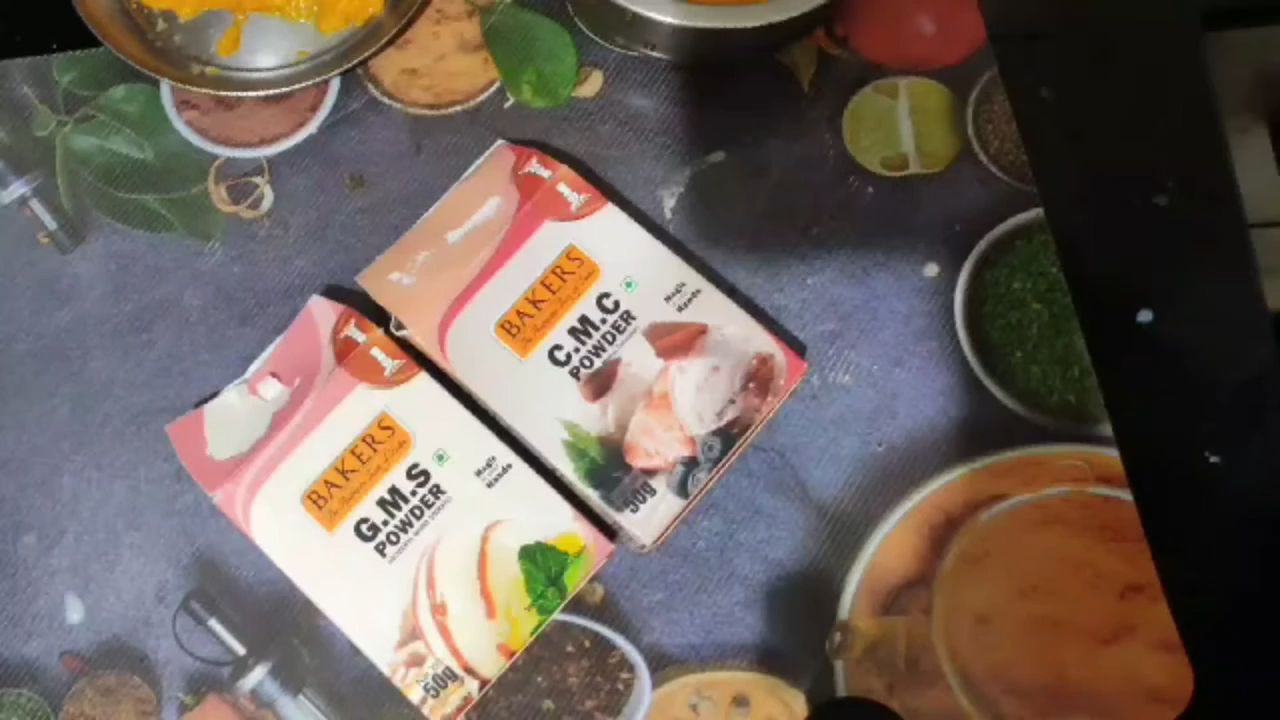 BAKERS
C.M.C
POWDER
Magic
Hands
50g
BAKERS
G.M.S
POWDER
Magic
Hands
50g